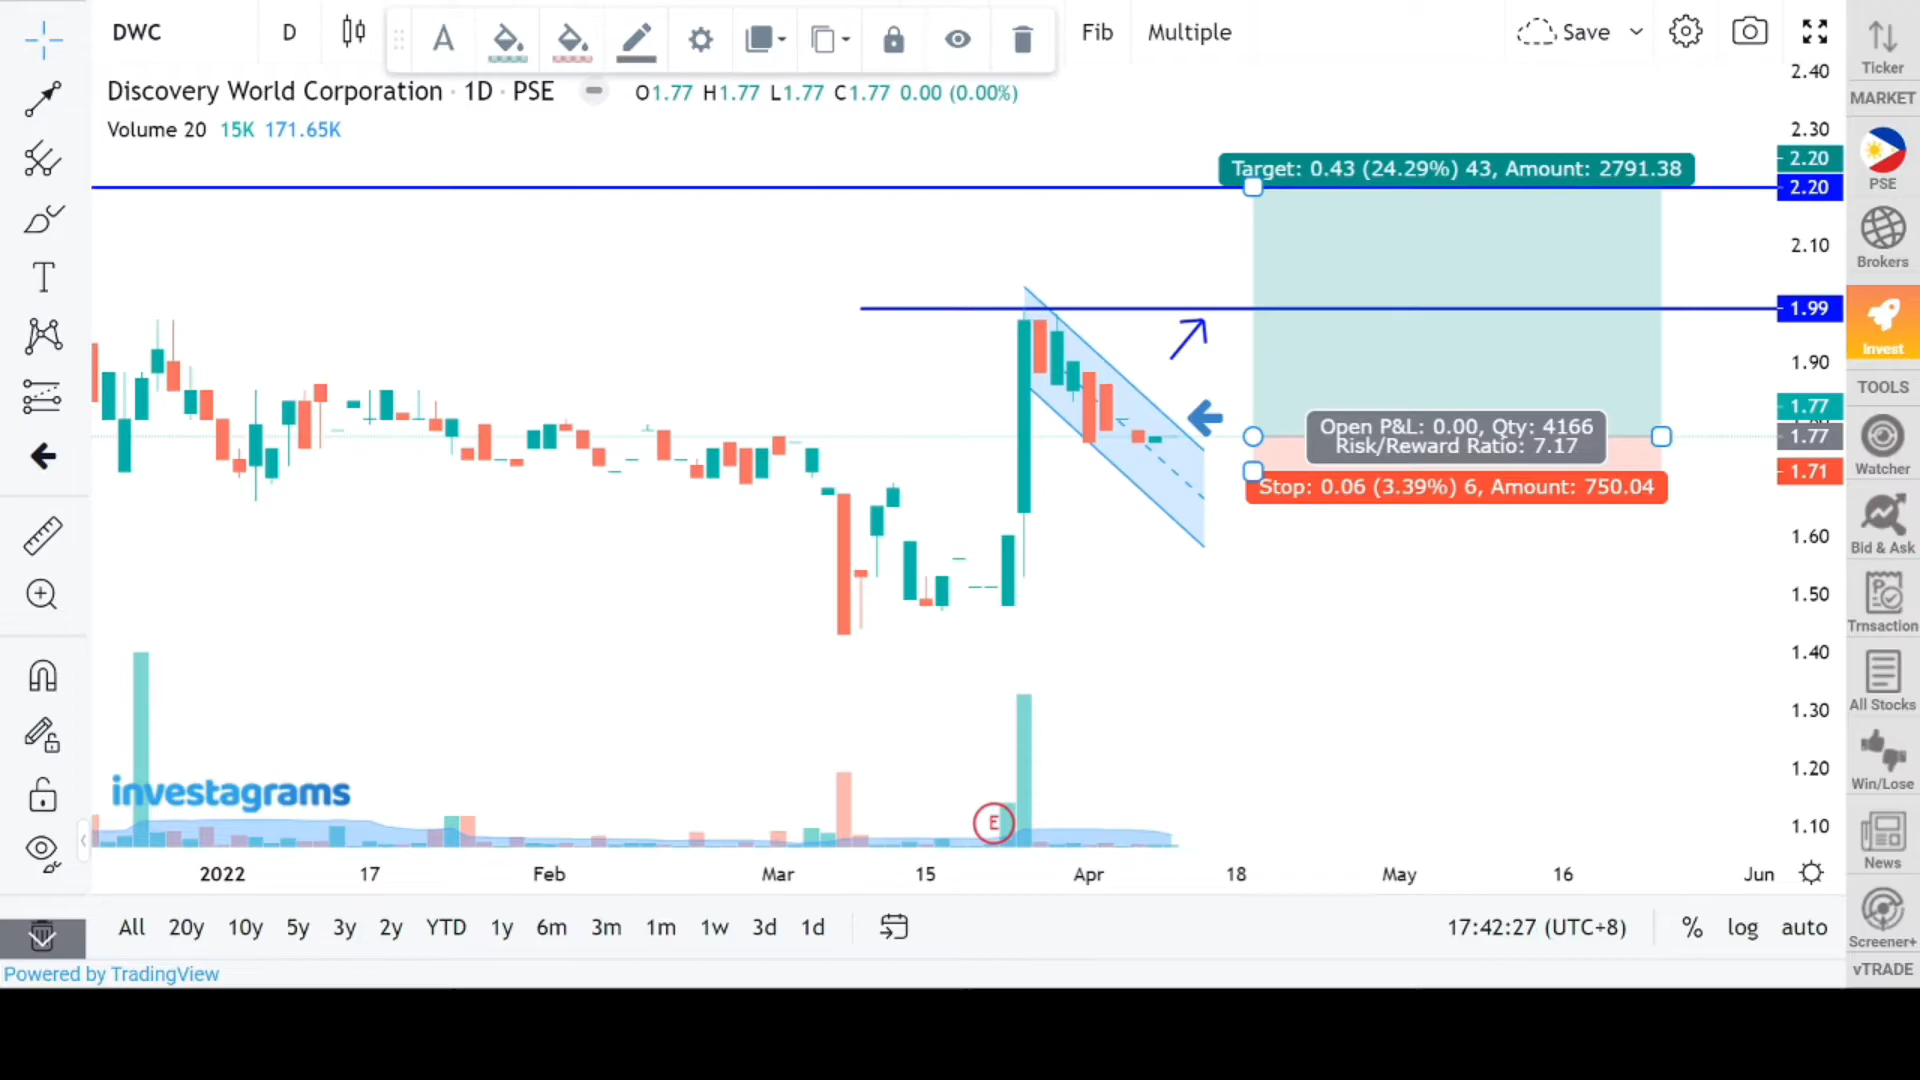 DWC D Fib Multiple Save
Discovery World Corporation · 1D · PSE O1.77 H1.77 L1.77 C1.77 0.00 (0.00%)
Volume 20 15K 171.65K
Target: 0.43 (24.29%) 43, Amount: 2791.38
Open P&L: 0.00, Qty: 4166
Risk/Reward Ratio: 7.17
Stop: 0.06 (3.39%) 6, Amount: 750.04
2.40
2.30
2.20
2.20
2.10
1.99
1.90
1.77
1.77
1.71
1.60
1.50
1.40
1.30
1.20
1.10
investagrams
E
2022 17 Feb Mar 15 Apr 18 May 16 Jun
All 20y 10y 5y 3y 2y YTD 1y 6m 3m 1m 1w 3d 1d 17:42:27 (UTC+8) % log auto
Powered by TradingView
Ticker
MARKET
PSE
Brokers
Invest
TOOLS
Watcher
Bid & Ask
Trnsaction
All Stocks
Win/Lose
News
Screener+
vTRADE